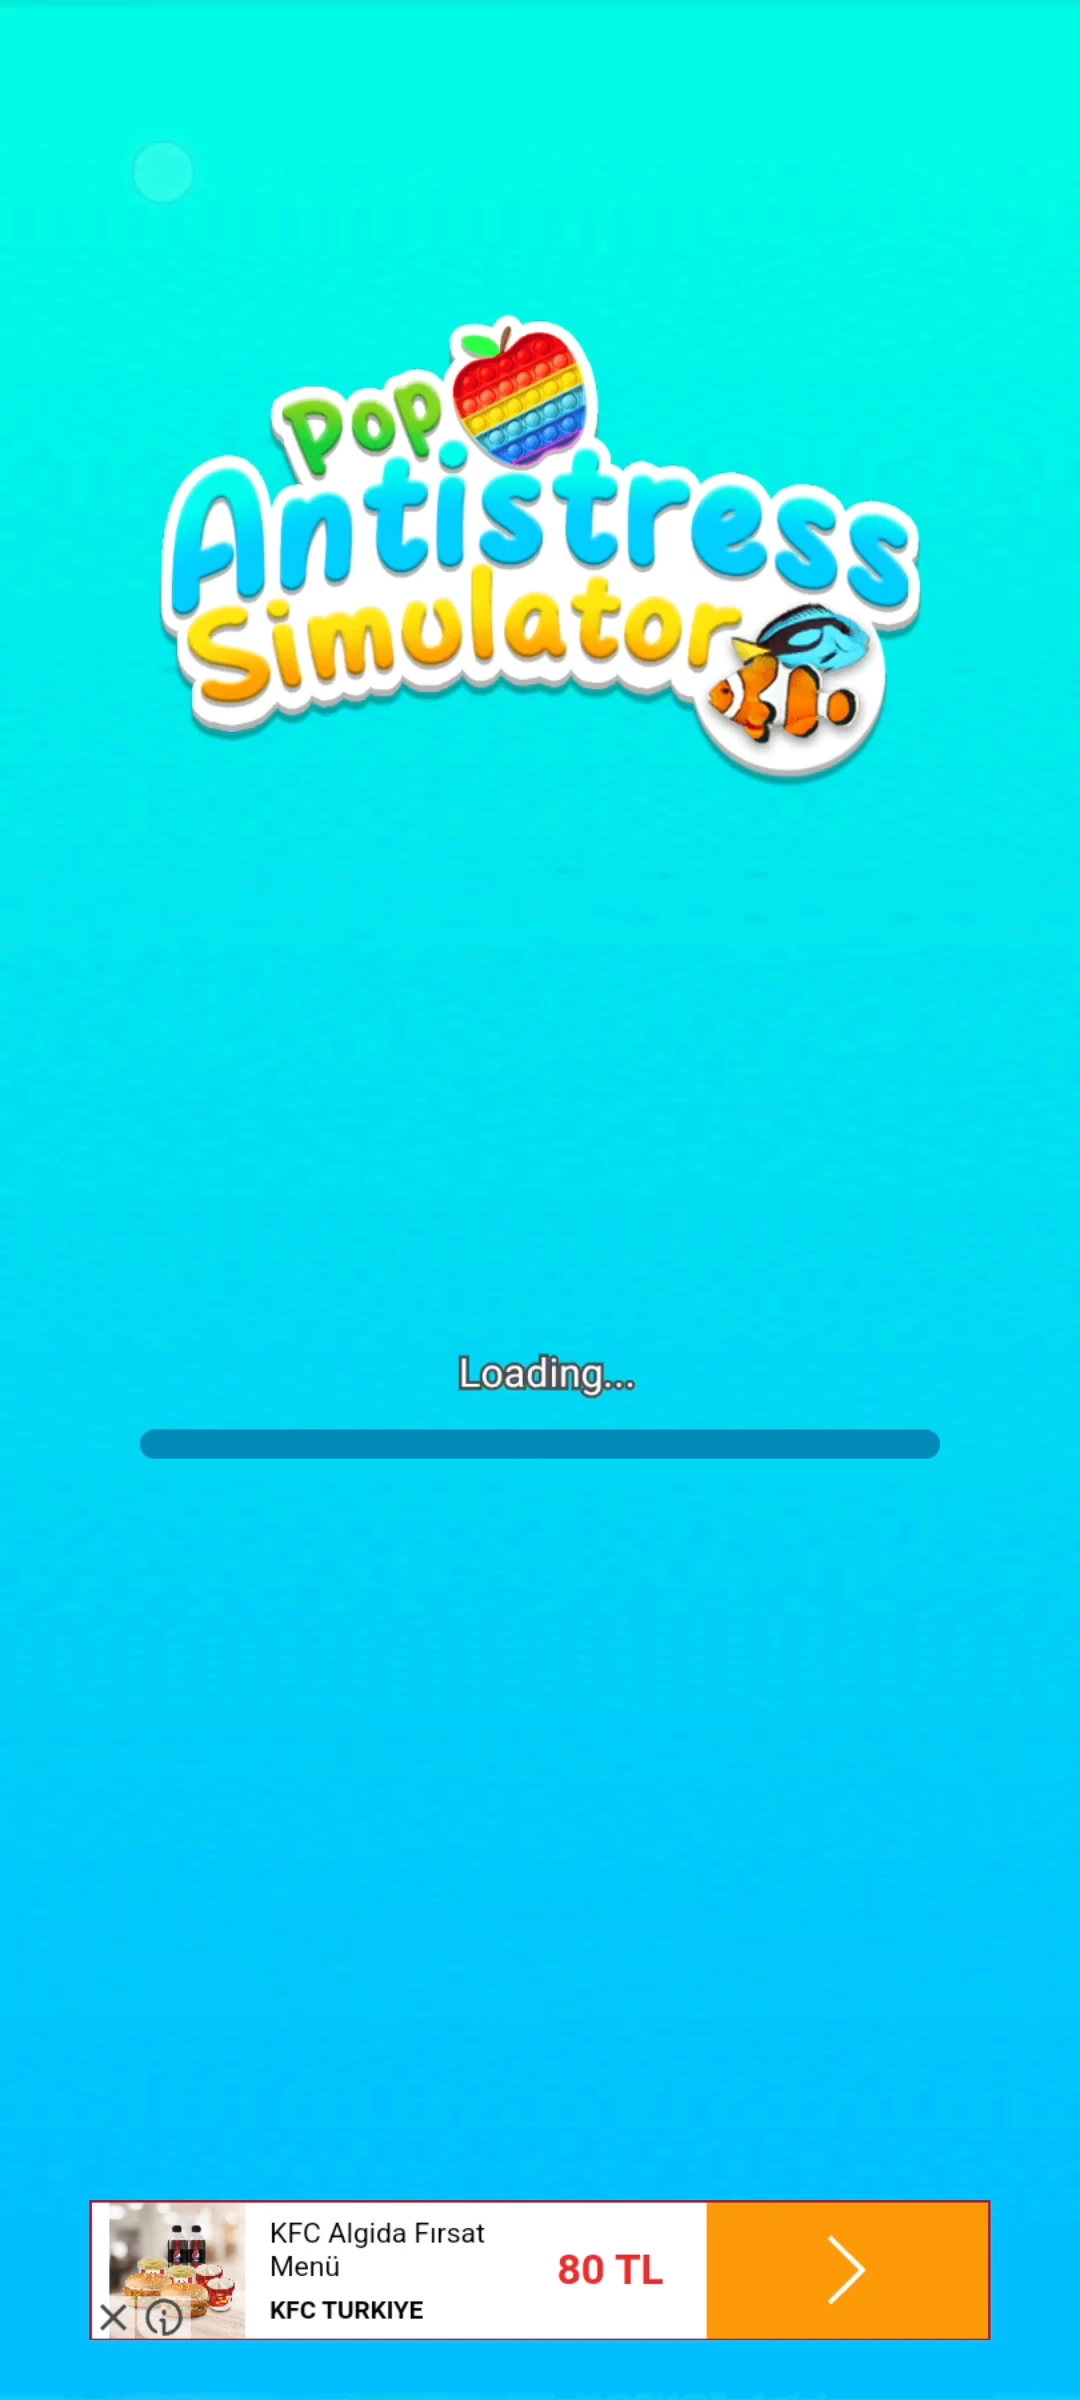 Pop
Antistress
Simulator
Loading...
KFC Algida Fırsat
Menü
80 TL
KFC TURKIYE